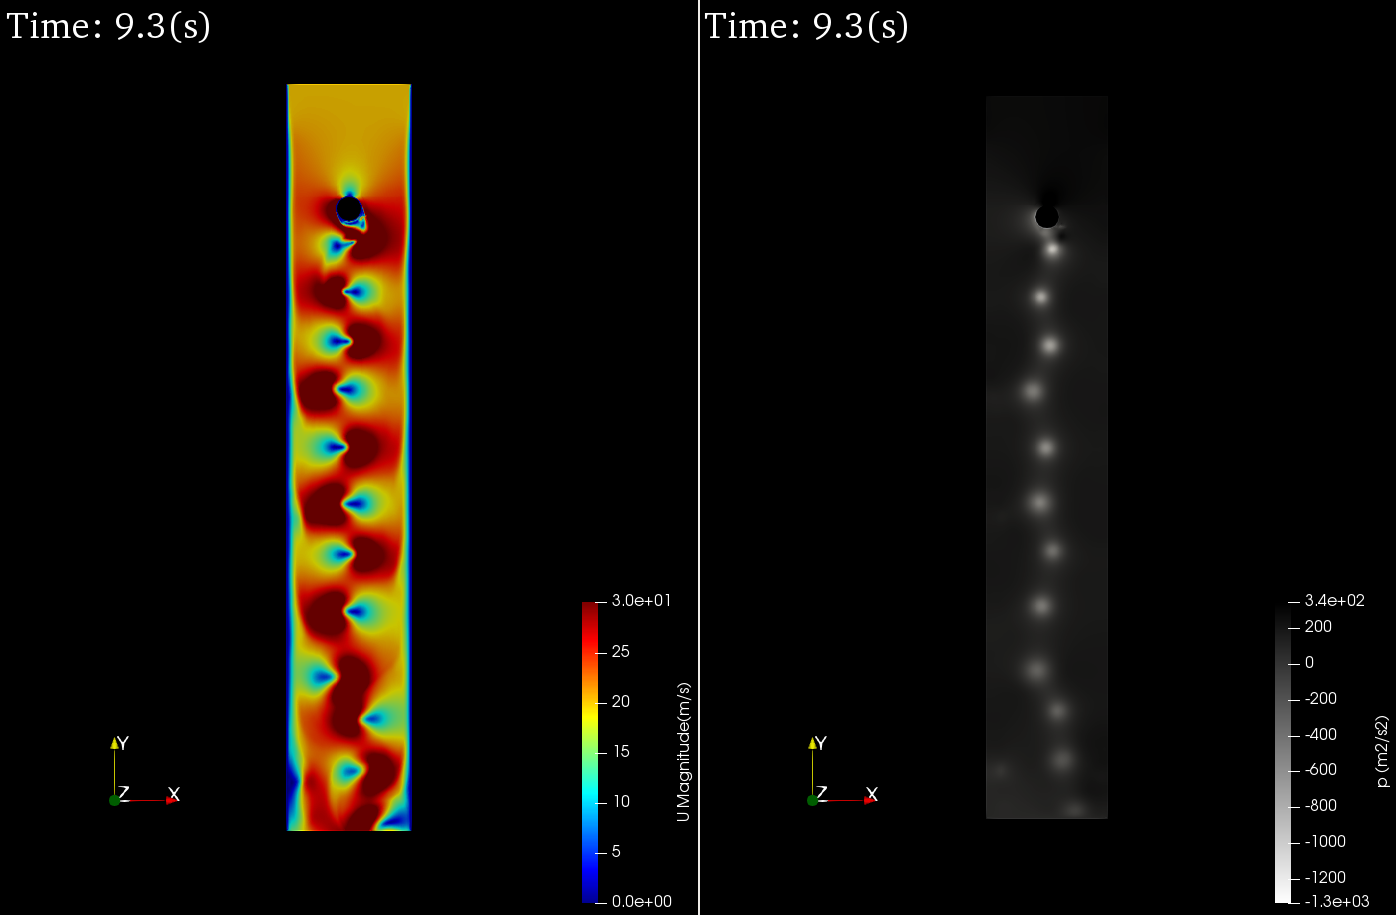 Time: 9.3(s)
3.0e+01
25
20
15
10
5
0.0e+00
U Magnitude(m/s)
Y
Z
X
Time: 9.3(s)
3.4e+02
200
0
-200
-400
-600
-800
-1000
-1200
-1.3e+03
p (m2/s2)
Y
Z
X